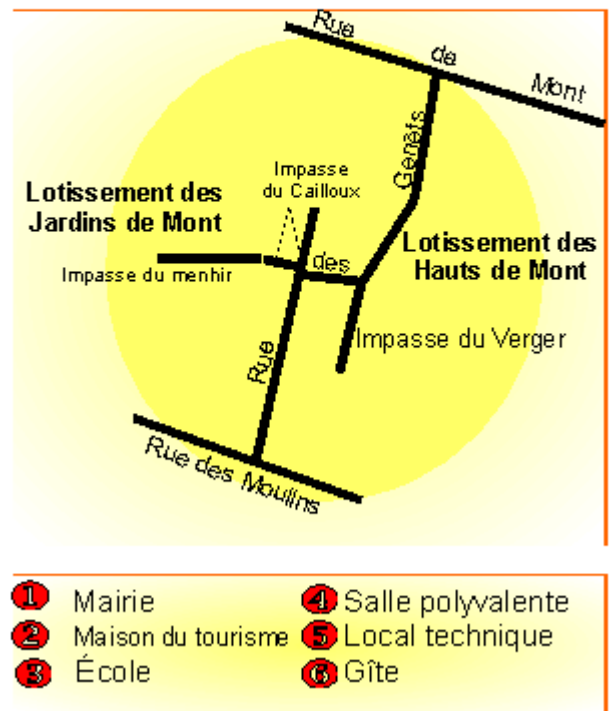 Rue de Mont
Genêts
Impasse
du Cailloux
Lotissement des
Jardins de Mont
Lotissement des
Hauts de Mont
des
Impasse du menhir
Impasse du Verger
Rue
Rue des Moulins
1 Mairie
2 Maison du tourisme
3 École
4 Salle polyvalente
5 Local technique
6 Gîte